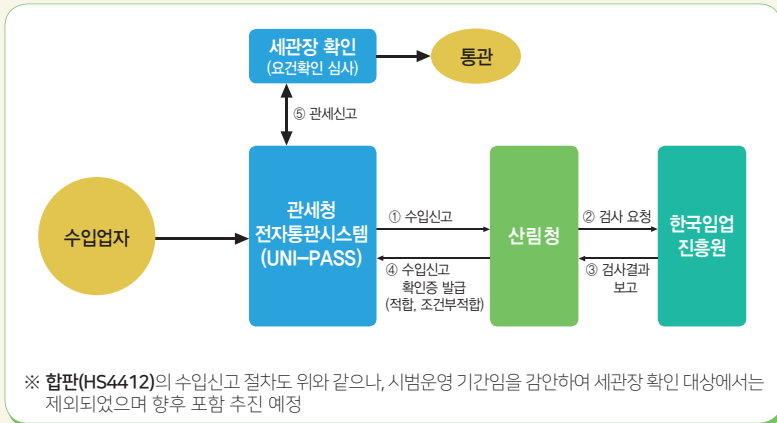 세관장 확인
(요건확인 심사)
통관
⑤ 관세신고
수입업자
관세청
전자통관시스템
(UNI-PASS)
① 수입신고
④ 수입신고
확인증 발급
(적합, 조건부적합)
산림청
② 검사 요청
③ 검사결과
보고
한국임업
진흥원
※ 합판(HS4412)의 수입신고 절차도 위와 같으나, 시범운영 기간임을 감안하여 세관장 확인 대상에서는
제외되었으며 향후 포함 추진 예정